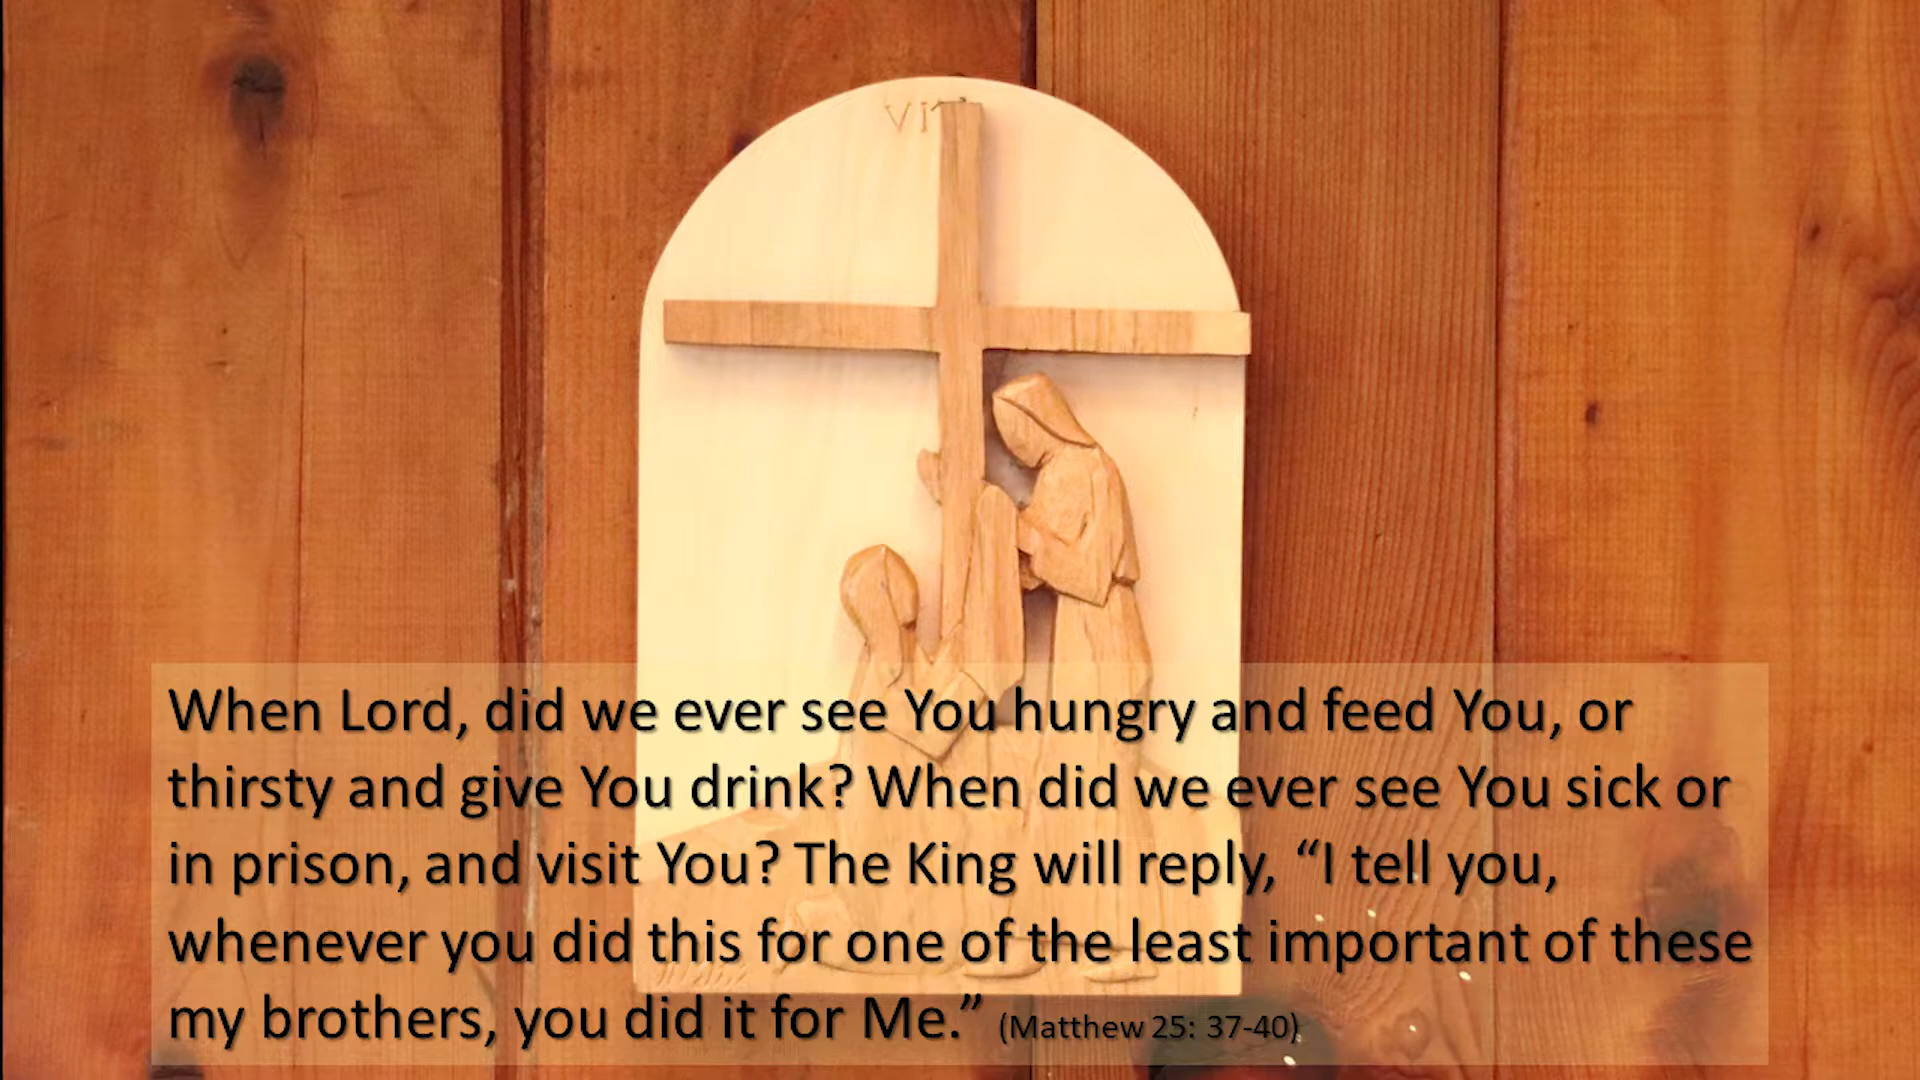 VI
When Lord, did we ever see You hungry and feed You, or
thirsty and give You drink? When did we ever see You sick or
in prison, and visit You? The King will reply, “I tell you,
whenever you did this for one of the least important of these
my brothers, you did it for Me.” (Matthew 25: 37-40)